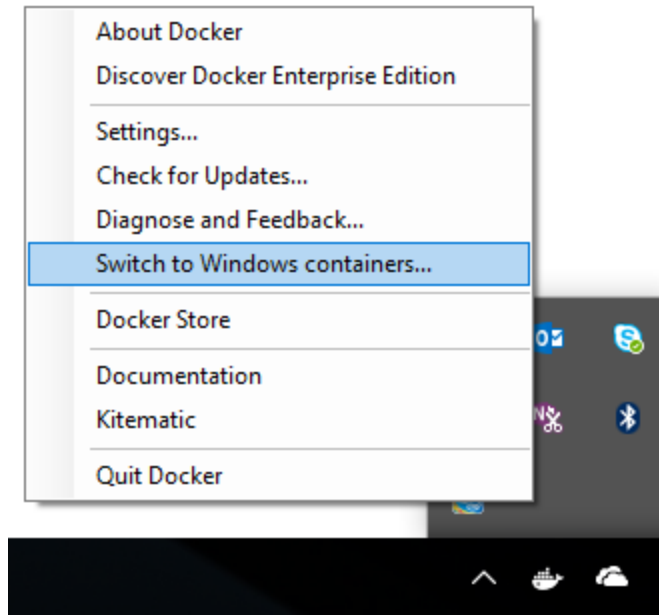 About Docker
Discover Docker Enterprise Edition
Settings...
Check for Updates...
Diagnose and Feedback...
Switch to Windows containers...
Docker Store
Documentation
Kitematic
Quit Docker